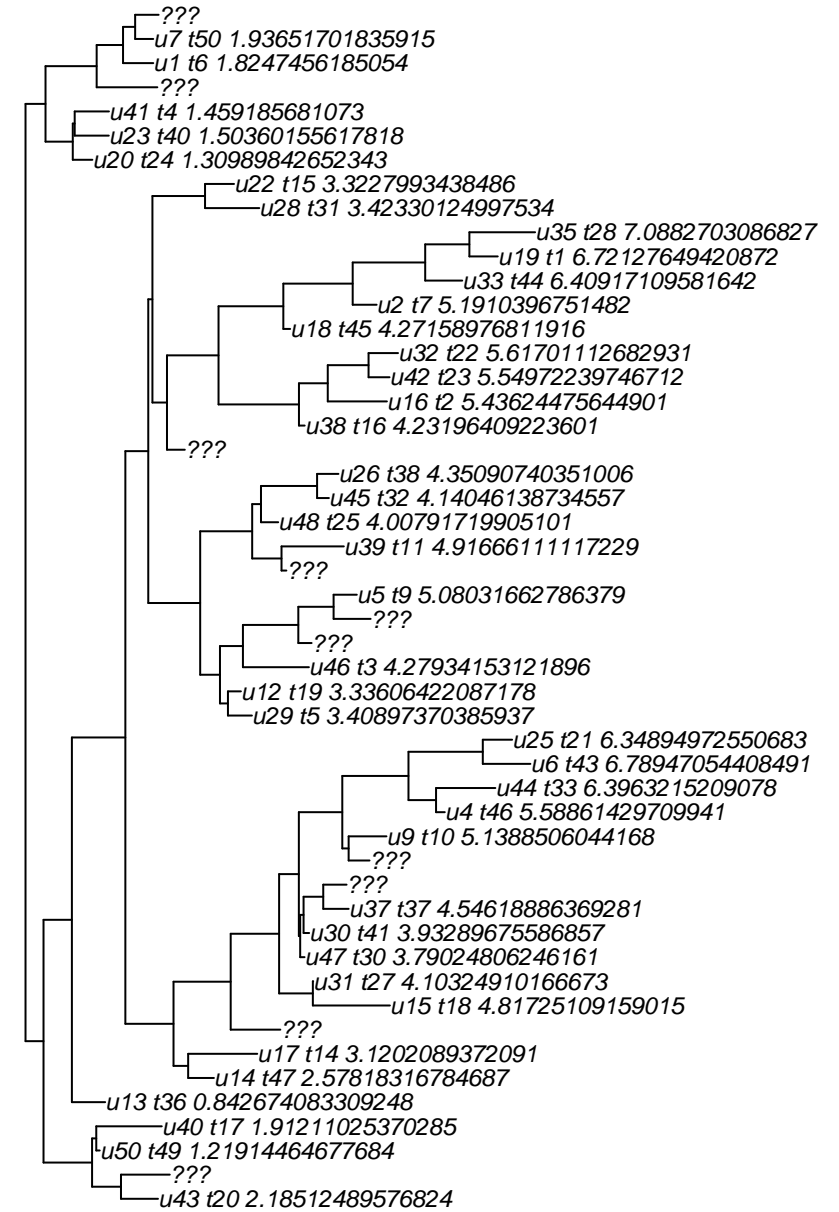 ???
u7 t50 1.93651701835915
u1 t6 1.8247456185054
???
u41 t4 1.459185681073
u23 t40 1.50360155617818
u20 t24 1.30989842652343
u22 t15 3.3227993438486
u28 t31 3.42330124997534
u35 t28 7.0882703086827
u19 t1 6.72127649420872
u33 t44 6.40917109581642
u2 t7 5.1910396751482
u18 t45 4.27158976811916
u32 t22 5.61701112682931
u42 t23 5.54972239746712
u16 t2 5.43624475644901
u38 t16 4.23196409223601
???
u26 t38 4.35090740351006
u45 t32 4.14046138734557
u48 t25 4.00791719905101
u39 t11 4.91666111117229
???
u5 t9 5.08031662786379
???
???
u46 t3 4.27934153121896
u12 t19 3.33606422087178
u29 t5 3.40897370385937
u25 t21 6.34894972550683
u6 t43 6.78947054408491
u44 t33 6.3963215209078
u4 t46 5.58861429709941
u9 t10 5.1388506044168
???
???
u37 t37 4.54618886369281
u30 t41 3.93289675586857
u47 t30 3.79024806246161
u31 t27 4.10324910166673
u15 t18 4.81725109159015
???
u17 t14 3.1202089372091
u14 t47 2.57818316784687
u13 t36 0.842674083309248
u40 t17 1.91211025370285
u50 t49 1.21914464677684
???
u43 t20 2.18512489576824